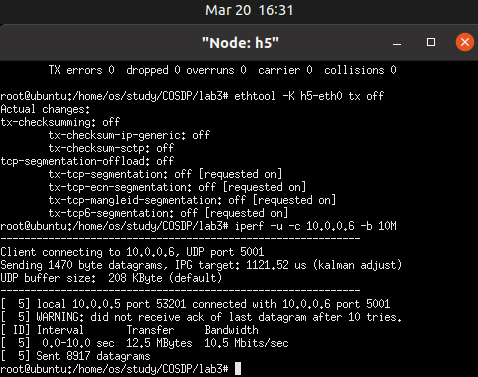 Mar 20 16:31
"Node: h5"
TX errors 0 dropped 0 overruns 0 carrier 0 collisions 0
root@ubuntu:/home/os/study/COSDP/lab3# ethtool -K h5-eth0 tx off
Actual changes:
tx-checksumming: off
tx-checksum-ip-generic: off
tx-checksum-sctp: off
tcp-segmentation-offload: off
tx-tcp-segmentation: off [requested on]
tx-tcp-ecn-segmentation: off [requested on]
tx-tcp-mangleid-segmentation: off [requested on]
tx-tcp6-segmentation: off [requested on]
root@ubuntu:/home/os/study/COSDP/lab3# iperf -u -c 10.0.0.6 -b 10M
------------------------------------------------------------
Client connecting to 10.0.0.6, UDP port 5001
Sending 1470 byte datagrams, IPG target: 1121.52 us (kalman adjust)
UDP buffer size: 208 KByte (default)
------------------------------------------------------------
[ 5] local 10.0.0.5 port 53201 connected with 10.0.0.6 port 5001
[ 5] WARNING: did not receive ack of last datagram after 10 tries.
[ ID] Interval Transfer Bandwidth
[ 5] 0.0-10.0 sec 12.5 MBytes 10.5 Mbits/sec
[ 5] Sent 8917 datagrams
root@ubuntu:/home/os/study/COSDP/lab3#